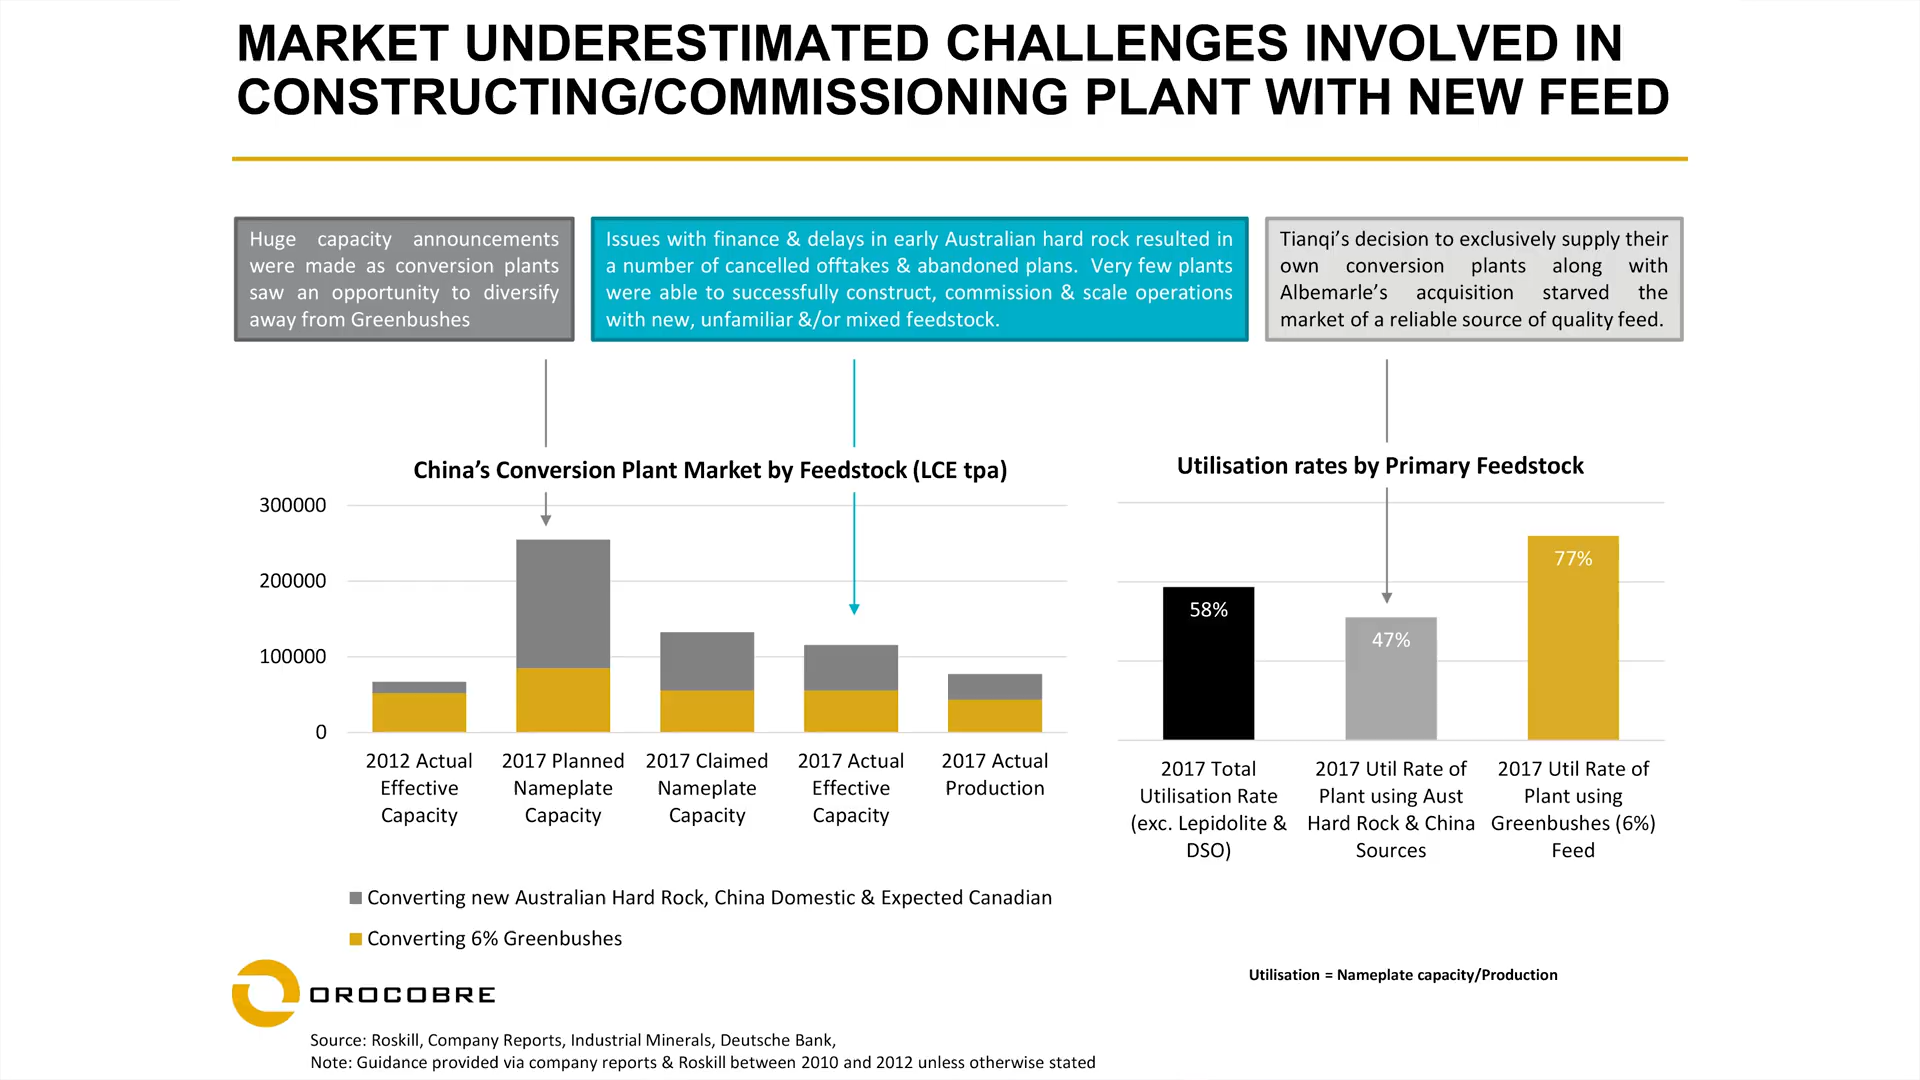 MARKET UNDERESTIMATED CHALLENGES INVOLVED IN
CONSTRUCTING/COMMISSIONING PLANT WITH NEW FEED
Huge capacity announcements
were made as conversion plants
saw an opportunity to diversify
away from Greenbushes
Issues with finance & delays in early Australian hard rock resulted in
a number of cancelled offtakes & abandoned plans. Very few plants
were able to successfully construct, commission & scale operations
with new, unfamiliar &/or mixed feedstock.
Tianqi's decision to exclusively supply their
own conversion plants along with
Albemarle's acquisition starved the
market of a reliable source of quality feed.
China's Conversion Plant Market by Feedstock (LCE tpa)
300000
200000
100000
0
2012 Actual
Effective
Capacity
2017 Planned
Nameplate
Capacity
2017 Claimed
Nameplate
Capacity
2017 Actual
Effective
Capacity
2017 Actual
Production
Converting new Australian Hard Rock, China Domestic & Expected Canadian
Converting 6% Greenbushes
Utilisation rates by Primary Feedstock
58%
47%
77%
2017 Total
Utilisation Rate
(exc. Lepidolite &
DSO)
2017 Util Rate of
Plant using Aust
Hard Rock & China
Sources
2017 Util Rate of
Plant using
Greenbushes (6%)
Feed
Utilisation = Nameplate capacity/Production
OROCOBRE
Source: Roskill, Company Reports, Industrial Minerals, Deutsche Bank,
Note: Guidance provided via company reports & Roskill between 2010 and 2012 unless otherwise stated